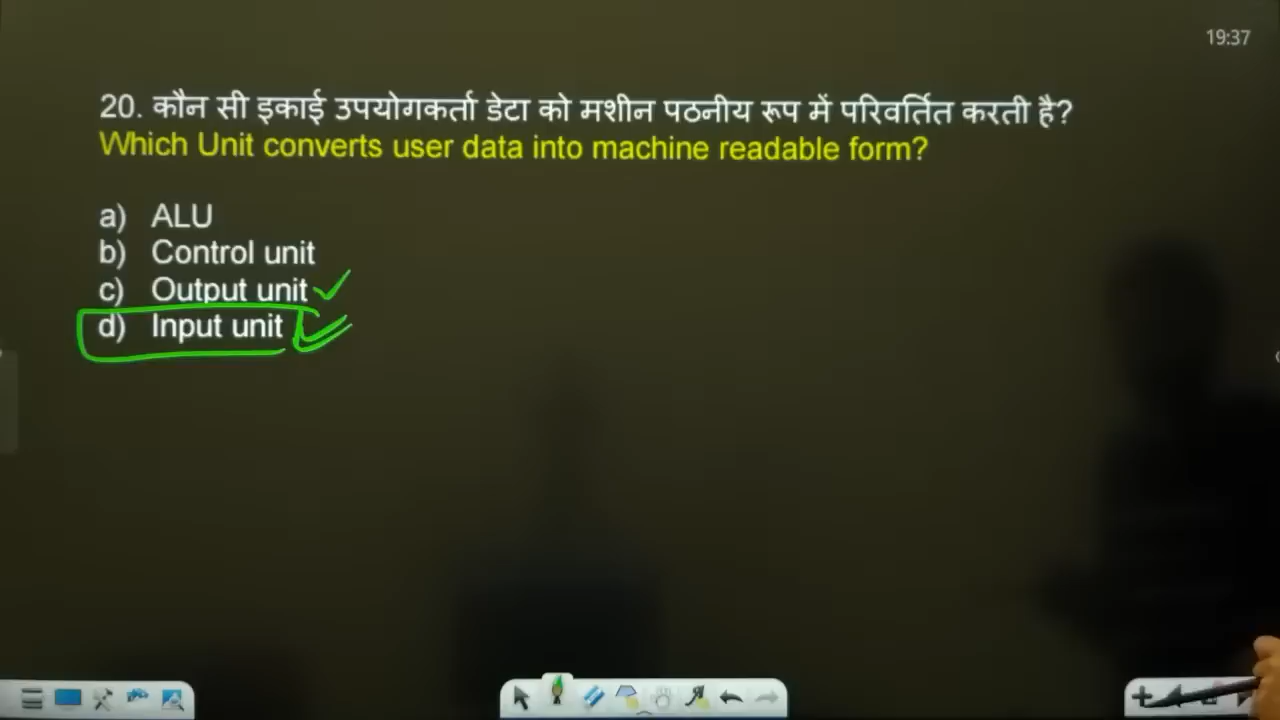 19:37
20. कौन सी इकाई उपयोगकर्ता डेटा को मशीन पठनीय रूप में परिवर्तित करती है?
Which Unit converts user data into machine readable form?
a) ALU
b) Control unit
c) Output unit
d) Input unit